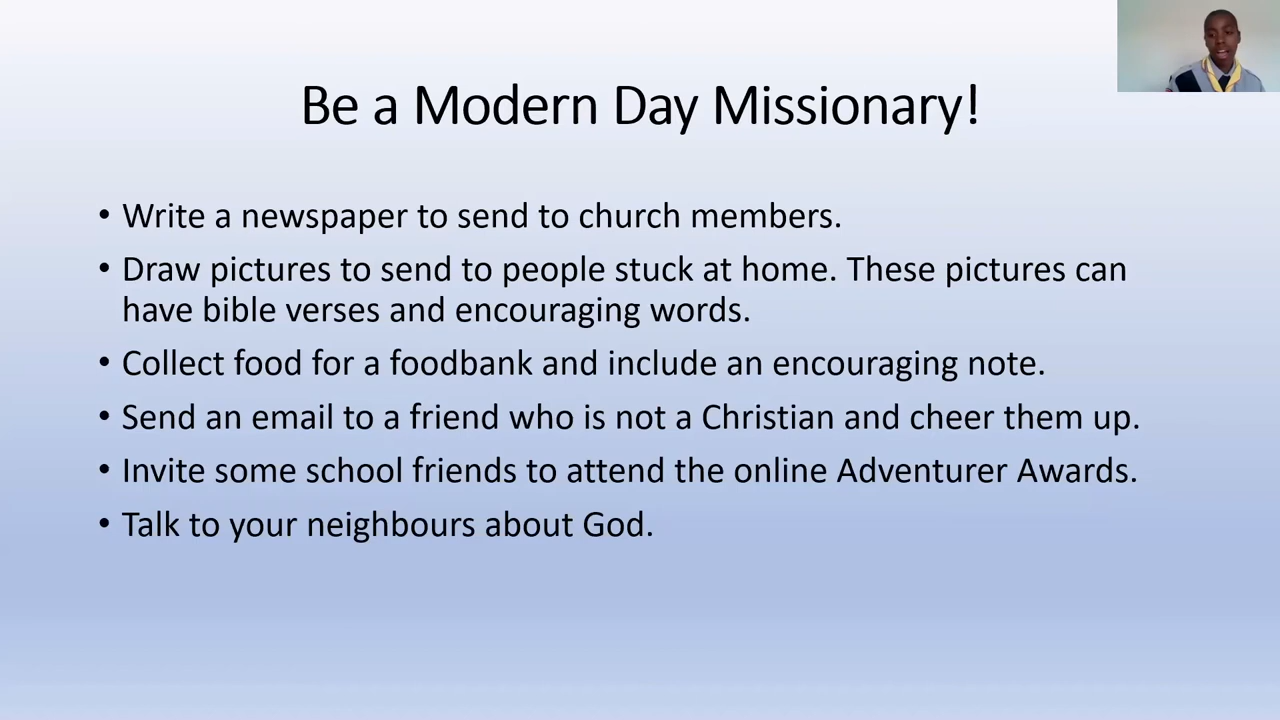 Be a Modern Day Missionary!
• Write a newspaper to send to church members.
• Draw pictures to send to people stuck at home. These pictures can
have bible verses and encouraging words.
• Collect food for a foodbank and include an encouraging note.
• Send an email to a friend who is not a Christian and cheer them up.
• Invite some school friends to attend the online Adventurer Awards.
• Talk to your neighbours about God.